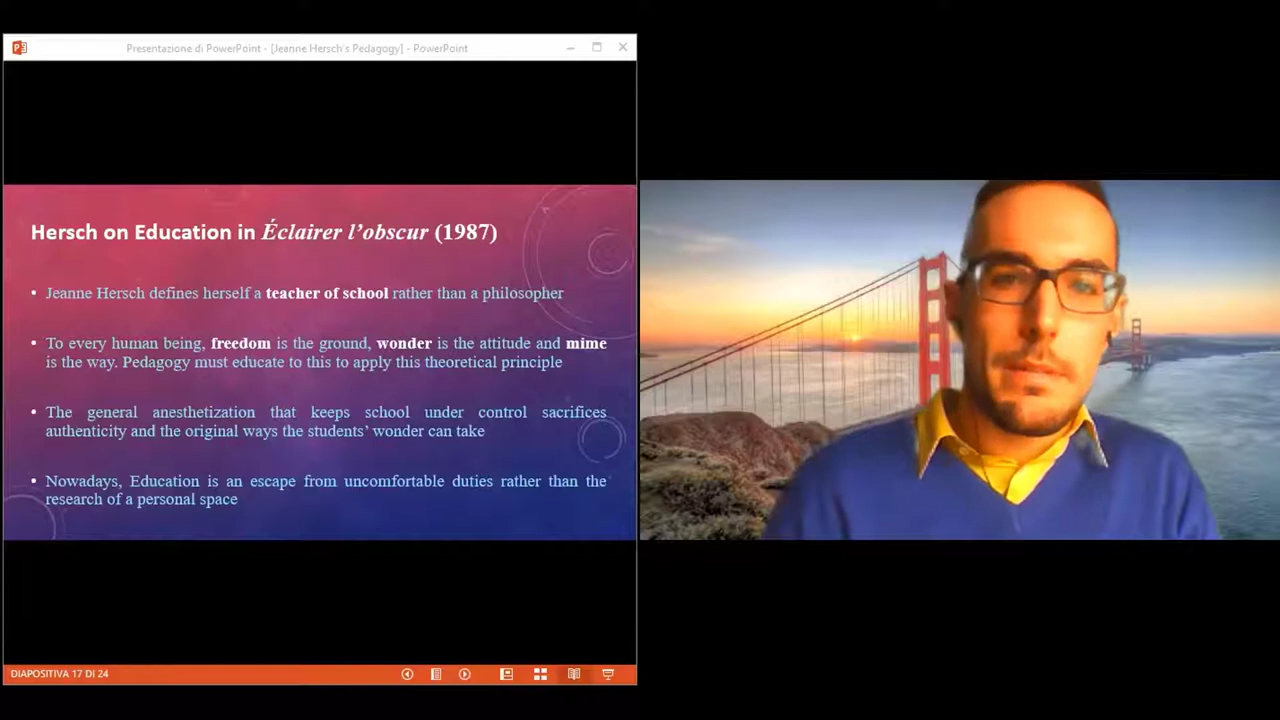 Presentazione di PowerPoint - [Jeanne Hersch's Pedagogy] - PowerPoint
Hersch on Education in Éclairer l’obscur (1987)
• Jeanne Hersch defines herself a teacher of school rather than a philosopher
• To every human being, freedom is the ground, wonder is the attitude and mime
is the way. Pedagogy must educate to this to apply this theoretical principle
• The general anesthetization that keeps school under control sacrifices
authenticity and the original ways the students’ wonder can take
• Nowadays, Education is an escape from uncomfortable duties rather than the
research of a personal space
DIAPOSITIVA 17 DI 24